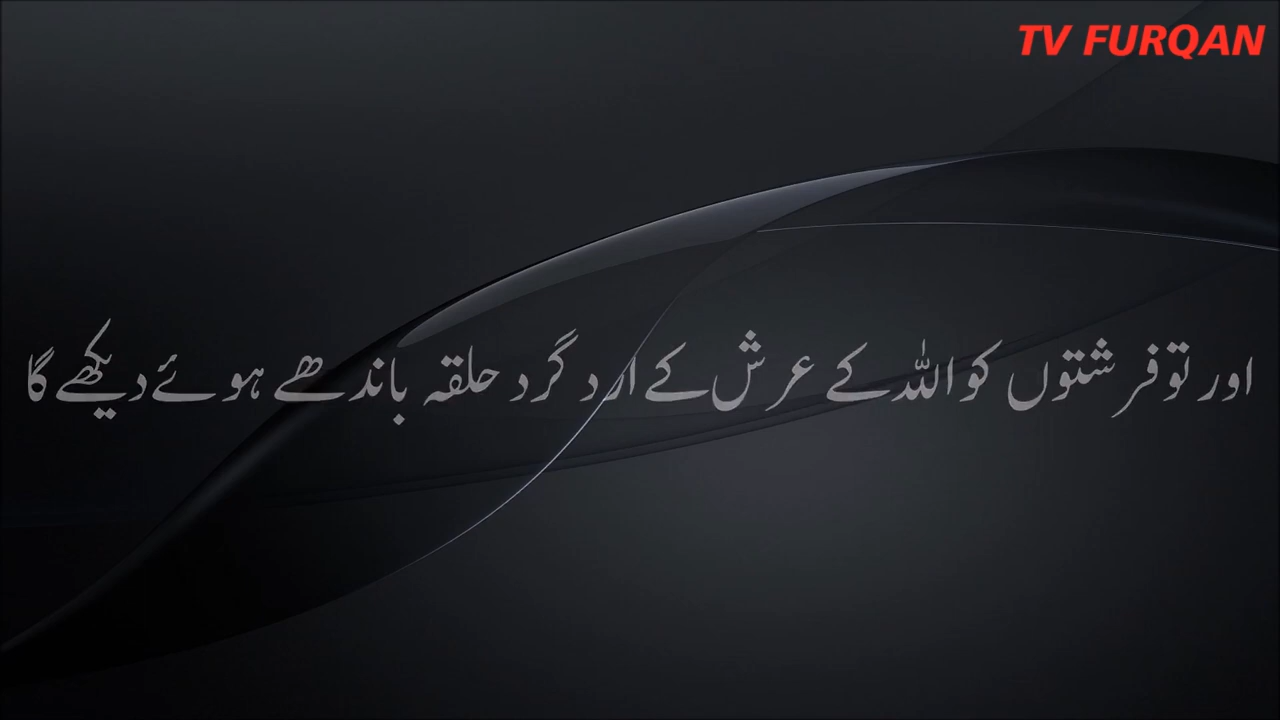 TV FURQAN
اور تو فرشتوں کو اللہ کے عرش کے ارد گرد حلقہ باندھے ہوئے دیکھے گا